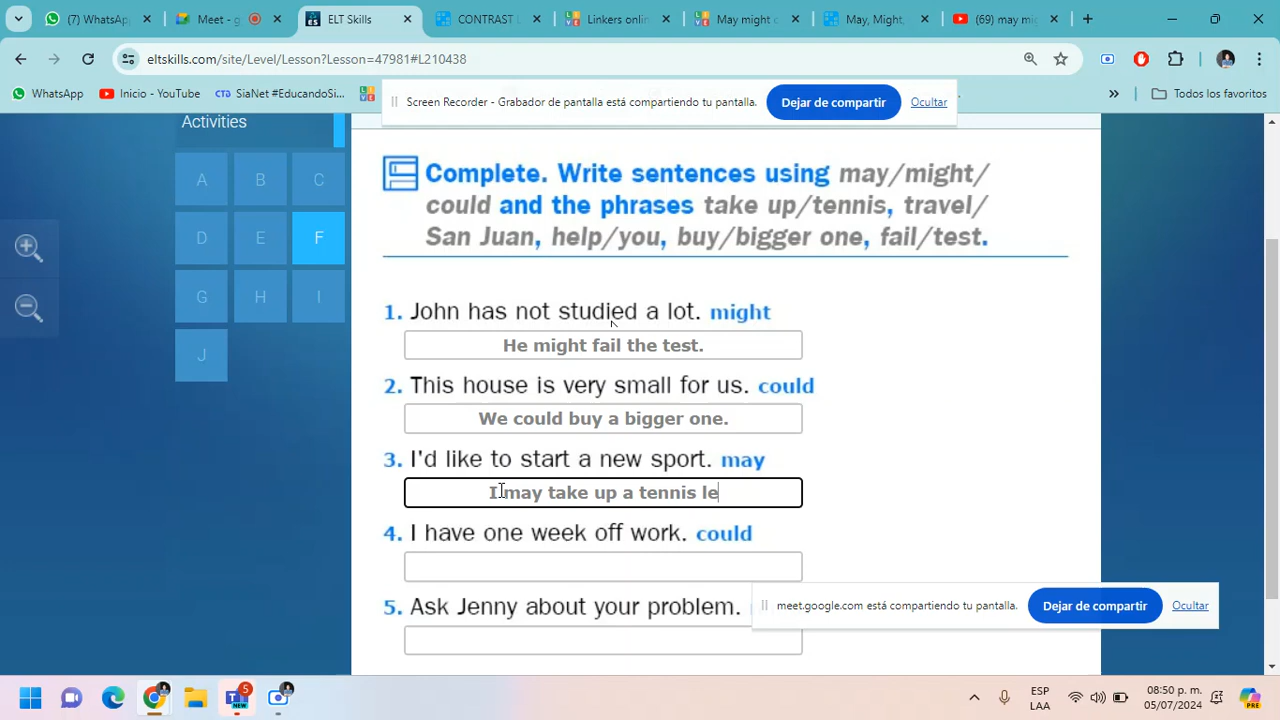 (7) WhatsAp
Meet - g
ELT Skills
CONTRAST L
Linkers onlin
May might c
May, Might,
(69) may mig
eltskills.com/site/Level/Lesson?Lesson=47981#L210438
WhatsApp
Inicio - YouTube
SiaNet #EducandoSi...
Todos los favoritos
Screen Recorder - Grabador de pantalla está compartiendo tu pantalla.
Dejar de compartir
Ocultar
Activities
A B C
D E F
G H I
J
Complete. Write sentences using may/might/
could and the phrases take up/tennis, travel/
San Juan, help/you, buy/bigger one, fail/test.
1. John has not studied a lot. might
He might fail the test.
2. This house is very small for us. could
We could buy a bigger one.
3. I'd like to start a new sport. may
I may take up a tennis le
4. I have one week off work. could
5. Ask Jenny about your problem.
meet.google.com está compartiendo tu pantalla.
Dejar de compartir
Ocultar
5
NEW
ESP
LAA
08:50 p. m.
05/07/2024
PRE